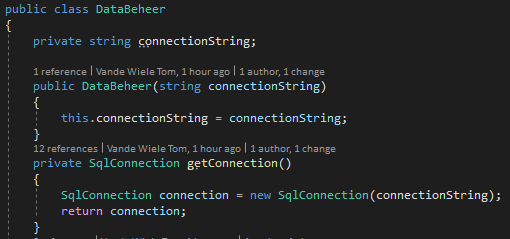 public class DataBeheer
{
private string connectionString;
1 reference | Vande Wiele Tom, 1 hour ago | 1 author, 1 change
public DataBeheer(string connectionString)
{
this.connectionString = connectionString;
}
12 references | Vande Wiele Tom, 1 hour ago | 1 author, 1 change
private SqlConnection getConnection()
{
SqlConnection connection = new SqlConnection(connectionString);
return connection;
}